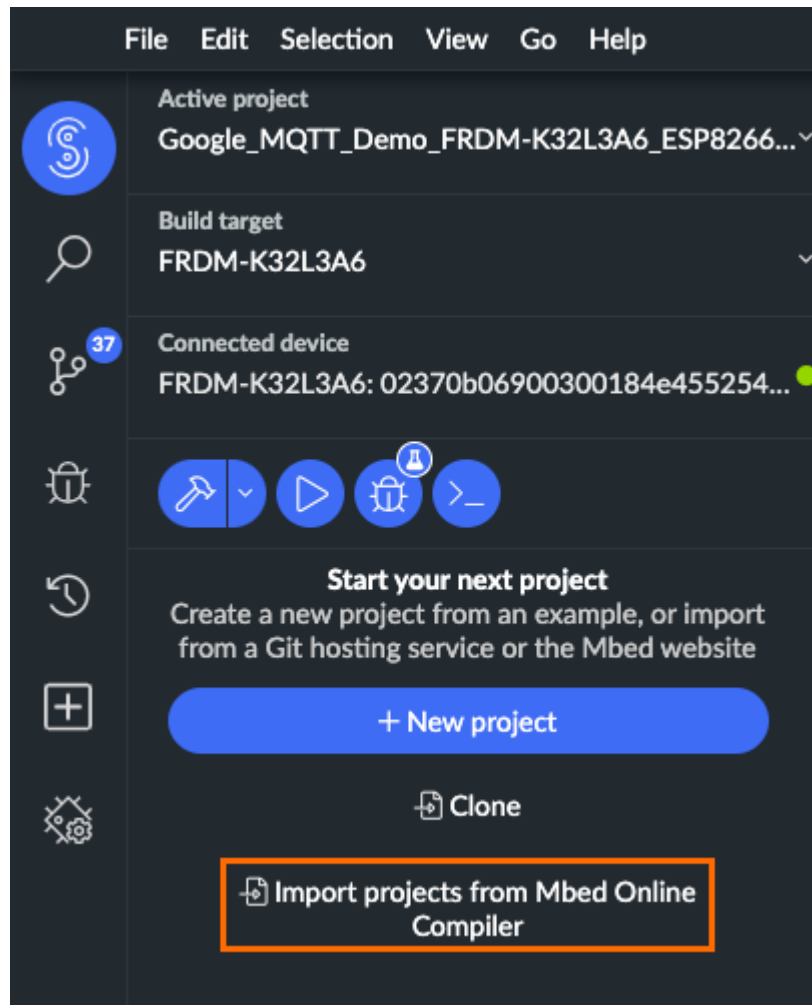 File Edit Selection View Go Help
Active project
Google_MQTT_Demo_FRDM-K32L3A6_ESP8266...
Build target
FRDM-K32L3A6
37
Connected device
FRDM-K32L3A6: 02370b06900300184e455254...
>_
Start your next project
Create a new project from an example, or import
from a Git hosting service or the Mbed website
+ New project
Clone
Import projects from Mbed Online
Compiler